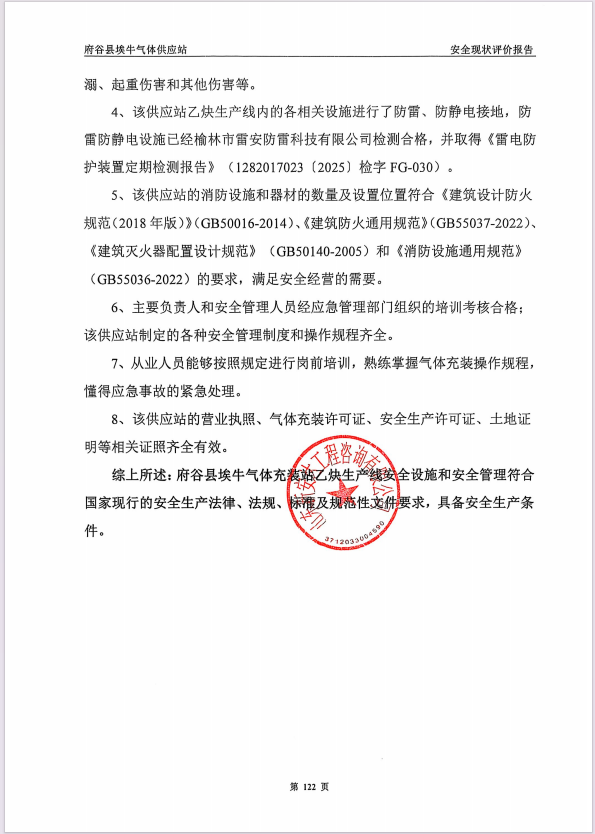 府谷县埃牛气体供应站 安全现状评价报告
溺、起重伤害和其他伤害等。
4、该供应站乙炔生产线内的各相关设施进行了防雷、防静电接地，防
雷防静电设施已经榆林市雷安防雷科技有限公司检测合格，并取得《雷电防
护装置定期检测报告》（1282017023〔2025〕检字 FG-030）。
5、该供应站的消防设施和器材的数量及设置位置符合《建筑设计防火
规范（2018 年版）》（GB50016-2014）、《建筑防火通用规范》（GB55037-2022）、
《建筑灭火器配置设计规范》（GB50140-2005）和《消防设施通用规范》
（GB55036-2022）的要求，满足安全经营的需要。
6、主要负责人和安全管理人员经应急管理部门组织的培训考核合格；
该供应站制定的各种安全管理制度和操作规程齐全。
7、从业人员能够按照规定进行岗前培训，熟练掌握气体充装操作规程，
懂得应急事故的紧急处理。
8、该供应站的营业执照、气体充装许可证、安全生产许可证、土地证
明等相关证照齐全有效。
综上所述：府谷县埃牛气体充装站乙炔生产线安全设施和安全管理符合
国家现行的安全生产法律、法规、标准及规范性文件要求，具备安全生产条
件。
工程咨询有限公司
3712033004590
第 122 页